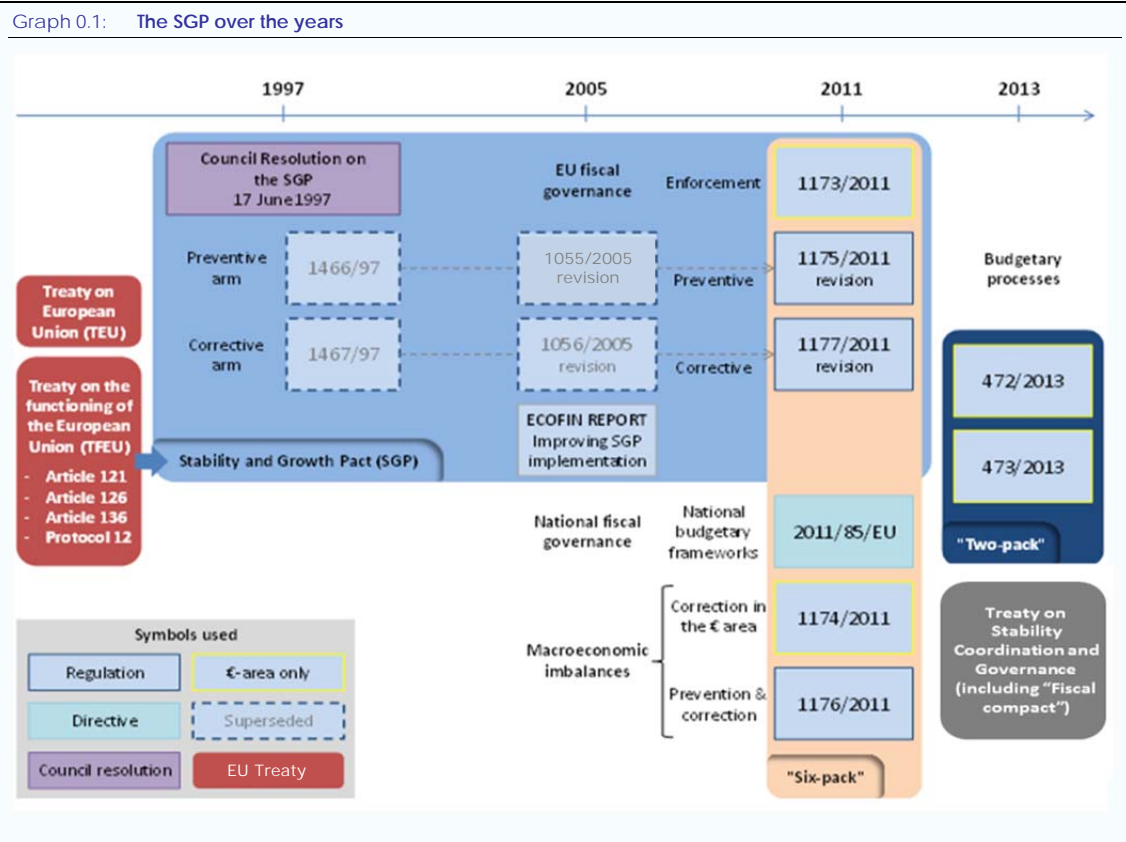 Graph 0.1: The SGP over the years
1997
2005
2011
2013
Council Resolution on
the SGP
17 June1997
EU fiscal
governance
Enforcement
1173/2011
Preventive
arm
1466/97
1055/2005
revision
Preventive
1175/2011
revision
Budgetary
processes
Treaty on
European
Union (TEU)
Corrective
arm
1467/97
1056/2005
revision
Corrective
1177/2011
revision
472/2013
Treaty on the
functioning of
the European
Union (TFEU)
- Article 121
- Article 126
- Article 136
- Protocol 12
ECOFIN REPORT
Improving SGP
implementation
473/2013
Stability and Growth Pact (SGP)
National fiscal
governance
National
budgetary
frameworks
2011/85/EU
"Two-pack"
Macroeconomic
imbalances
Correction in
the € area
1174/2011
Prevention &
correction
1176/2011
"Six-pack"
Treaty on
Stability
Coordination and
Governance
(including "Fiscal
compact")
Symbols used
Regulation
€-area only
Directive
Superseded
Council resolution
EU Treaty